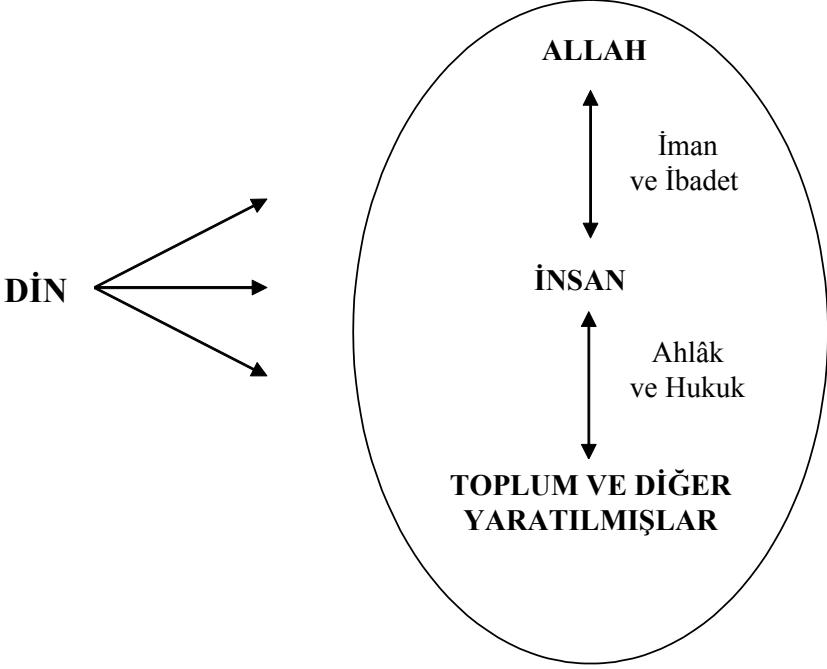 ALLAH
İman
ve İbadet
DİN
İNSAN
Ahlâk
ve Hukuk
TOPLUM VE DİĞER
YARATILMIŞLAR